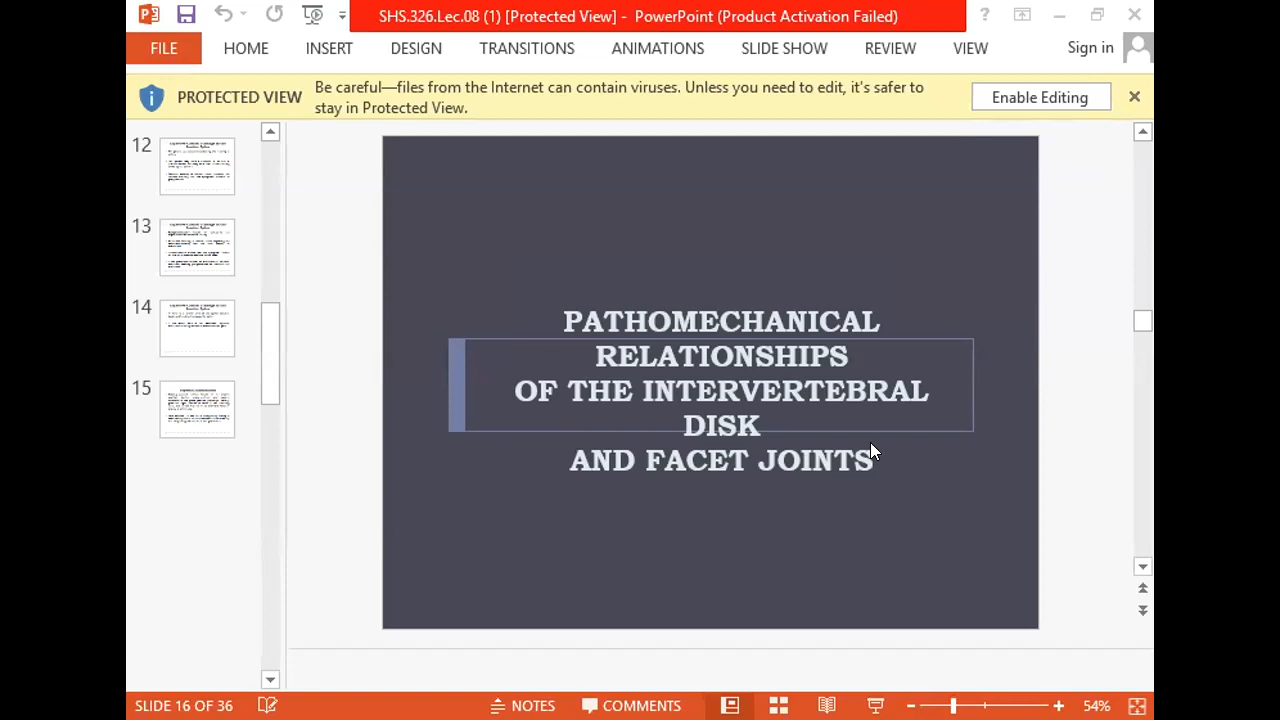 SHS.326.Lec.08 (1) [Protected View] - PowerPoint (Product Activation Failed)
FILE HOME INSERT DESIGN TRANSITIONS ANIMATIONS SLIDE SHOW REVIEW VIEW Sign in
PROTECTED VIEW Be careful—files from the Internet can contain viruses. Unless you need to edit, it's safer to
stay in Protected View.
Enable Editing
12
13
14
15
PATHOMECHANICAL
RELATIONSHIPS
OF THE INTERVERTEBRAL
DISK
AND FACET JOINTS
SLIDE 16 OF 36 NOTES COMMENTS 54%